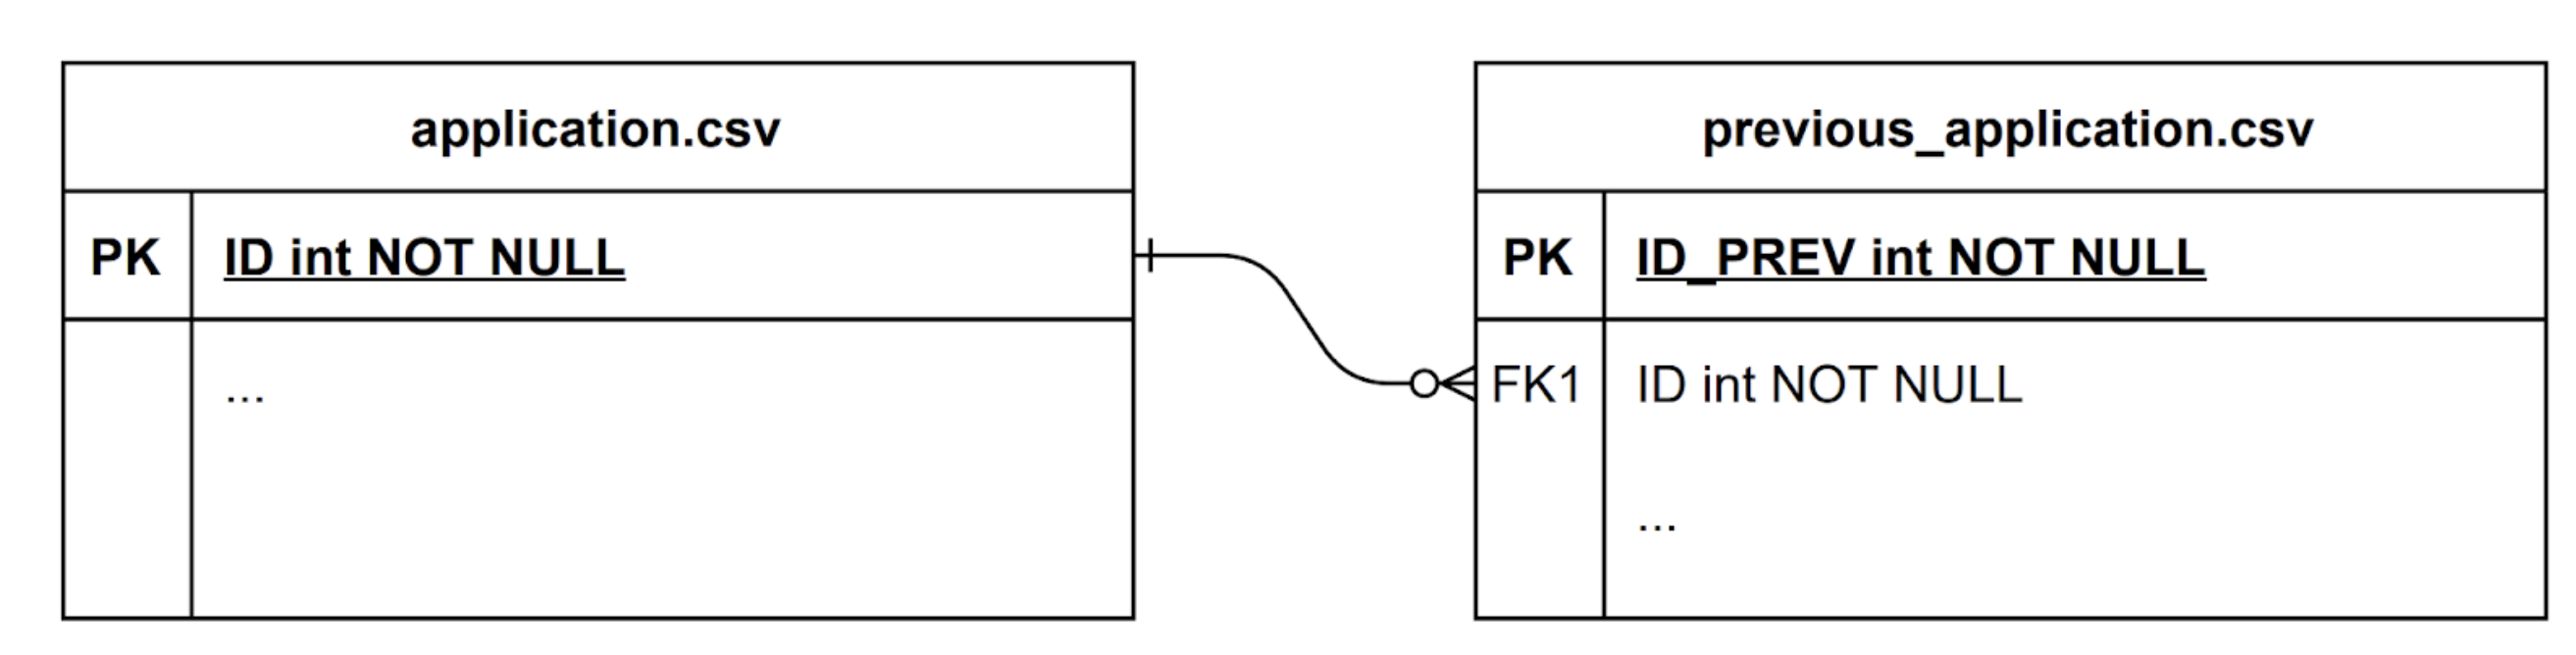 application.csv
PK ID int NOT NULL
...
previous_application.csv
PK ID_PREV int NOT NULL
FK1 ID int NOT NULL
...